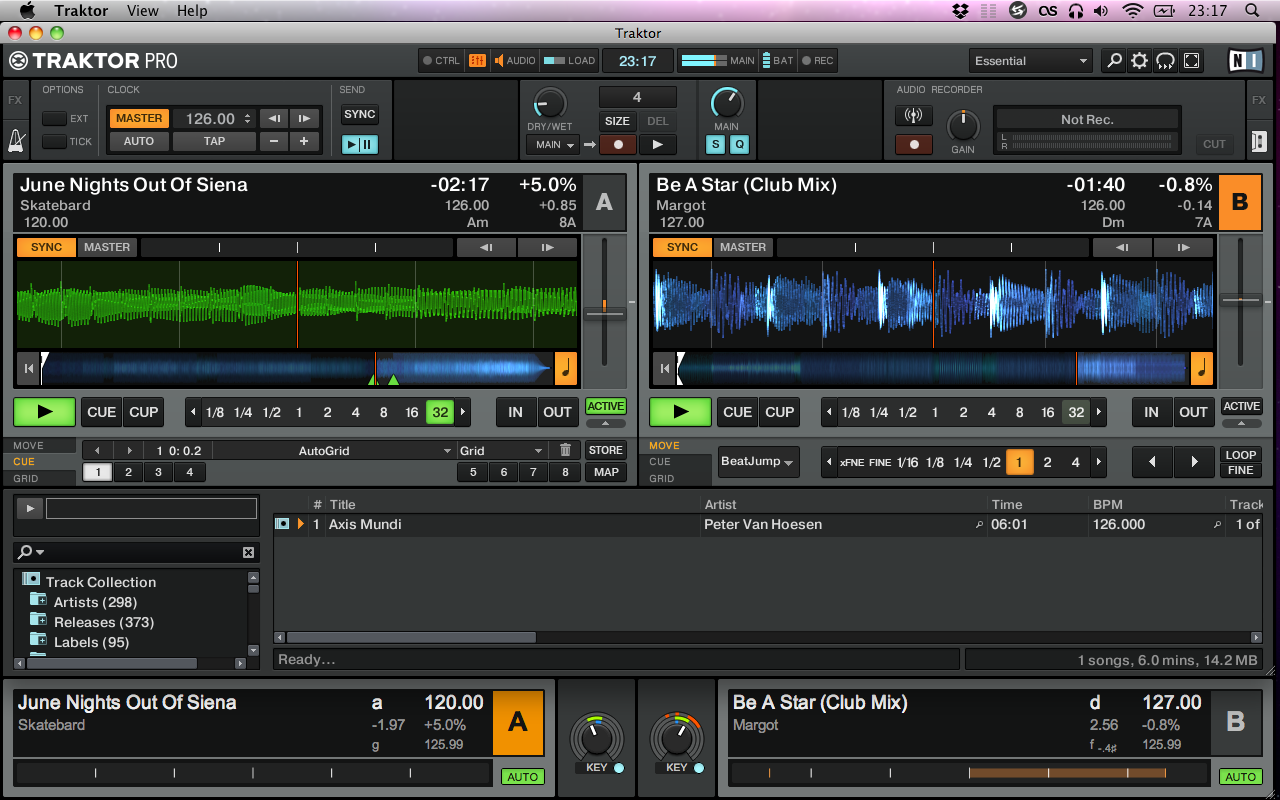 Traktor View Help 23:17
Traktor
TRAKTOR PRO CTRL AUDIO LOAD 23:17 MAIN BAT REC Essential NI
FX OPTIONS CLOCK SEND AUDIO RECORDER FX
EXT MASTER 126.00 SYNC 4 Not Rec.
TICK AUTO TAP − + DRY/WET SIZE DEL MAIN L R
MAIN S Q GAIN CUT
June Nights Out Of Siena -02:17 +5.0% A
Skatebard 126.00 +0.85
120.00 Am 8A
SYNC MASTER
CUE CUP 1/8 1/4 1/2 1 2 4 8 16 32 IN OUT ACTIVE
MOVE 1 0: 0.2 AutoGrid Grid STORE
CUE 1 2 3 4 5 6 7 8 MAP
GRID
Be A Star (Club Mix) -01:40 -0.8% B
Margot 126.00 -0.14
127.00 Dm 7A
SYNC MASTER
CUE CUP 1/8 1/4 1/2 1 2 4 8 16 32 IN OUT ACTIVE
MOVE
CUE BeatJump xFNE FINE 1/16 1/8 1/4 1/2 1 2 4 LOOP
GRID FINE
# Title Artist Time BPM Track
1 Axis Mundi Peter Van Hoesen 06:01 126.000 1 of
Track Collection
Artists (298)
Releases (373)
Labels (95)
Ready... 1 songs, 6.0 mins, 14.2 MB
June Nights Out Of Siena a 120.00 A
Skatebard -1.97 +5.0%
g 125.99
AUTO
KEY KEY
Be A Star (Club Mix) d 127.00 B
Margot 2.56 -0.8%
f -.4♯ 125.99
AUTO